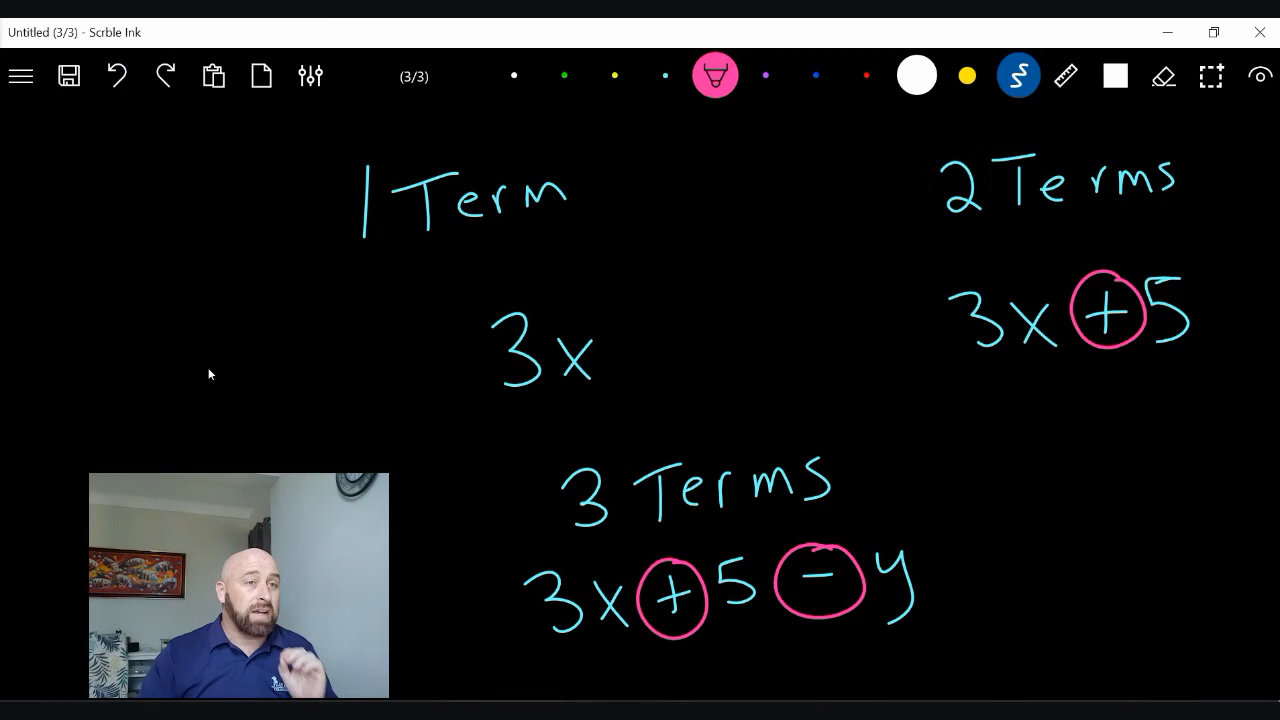 Untitled (3/3) - Scrble Ink
(3/3)
1 Term
2 Terms
3x
3x + 5
3 Terms
3x + 5 - y